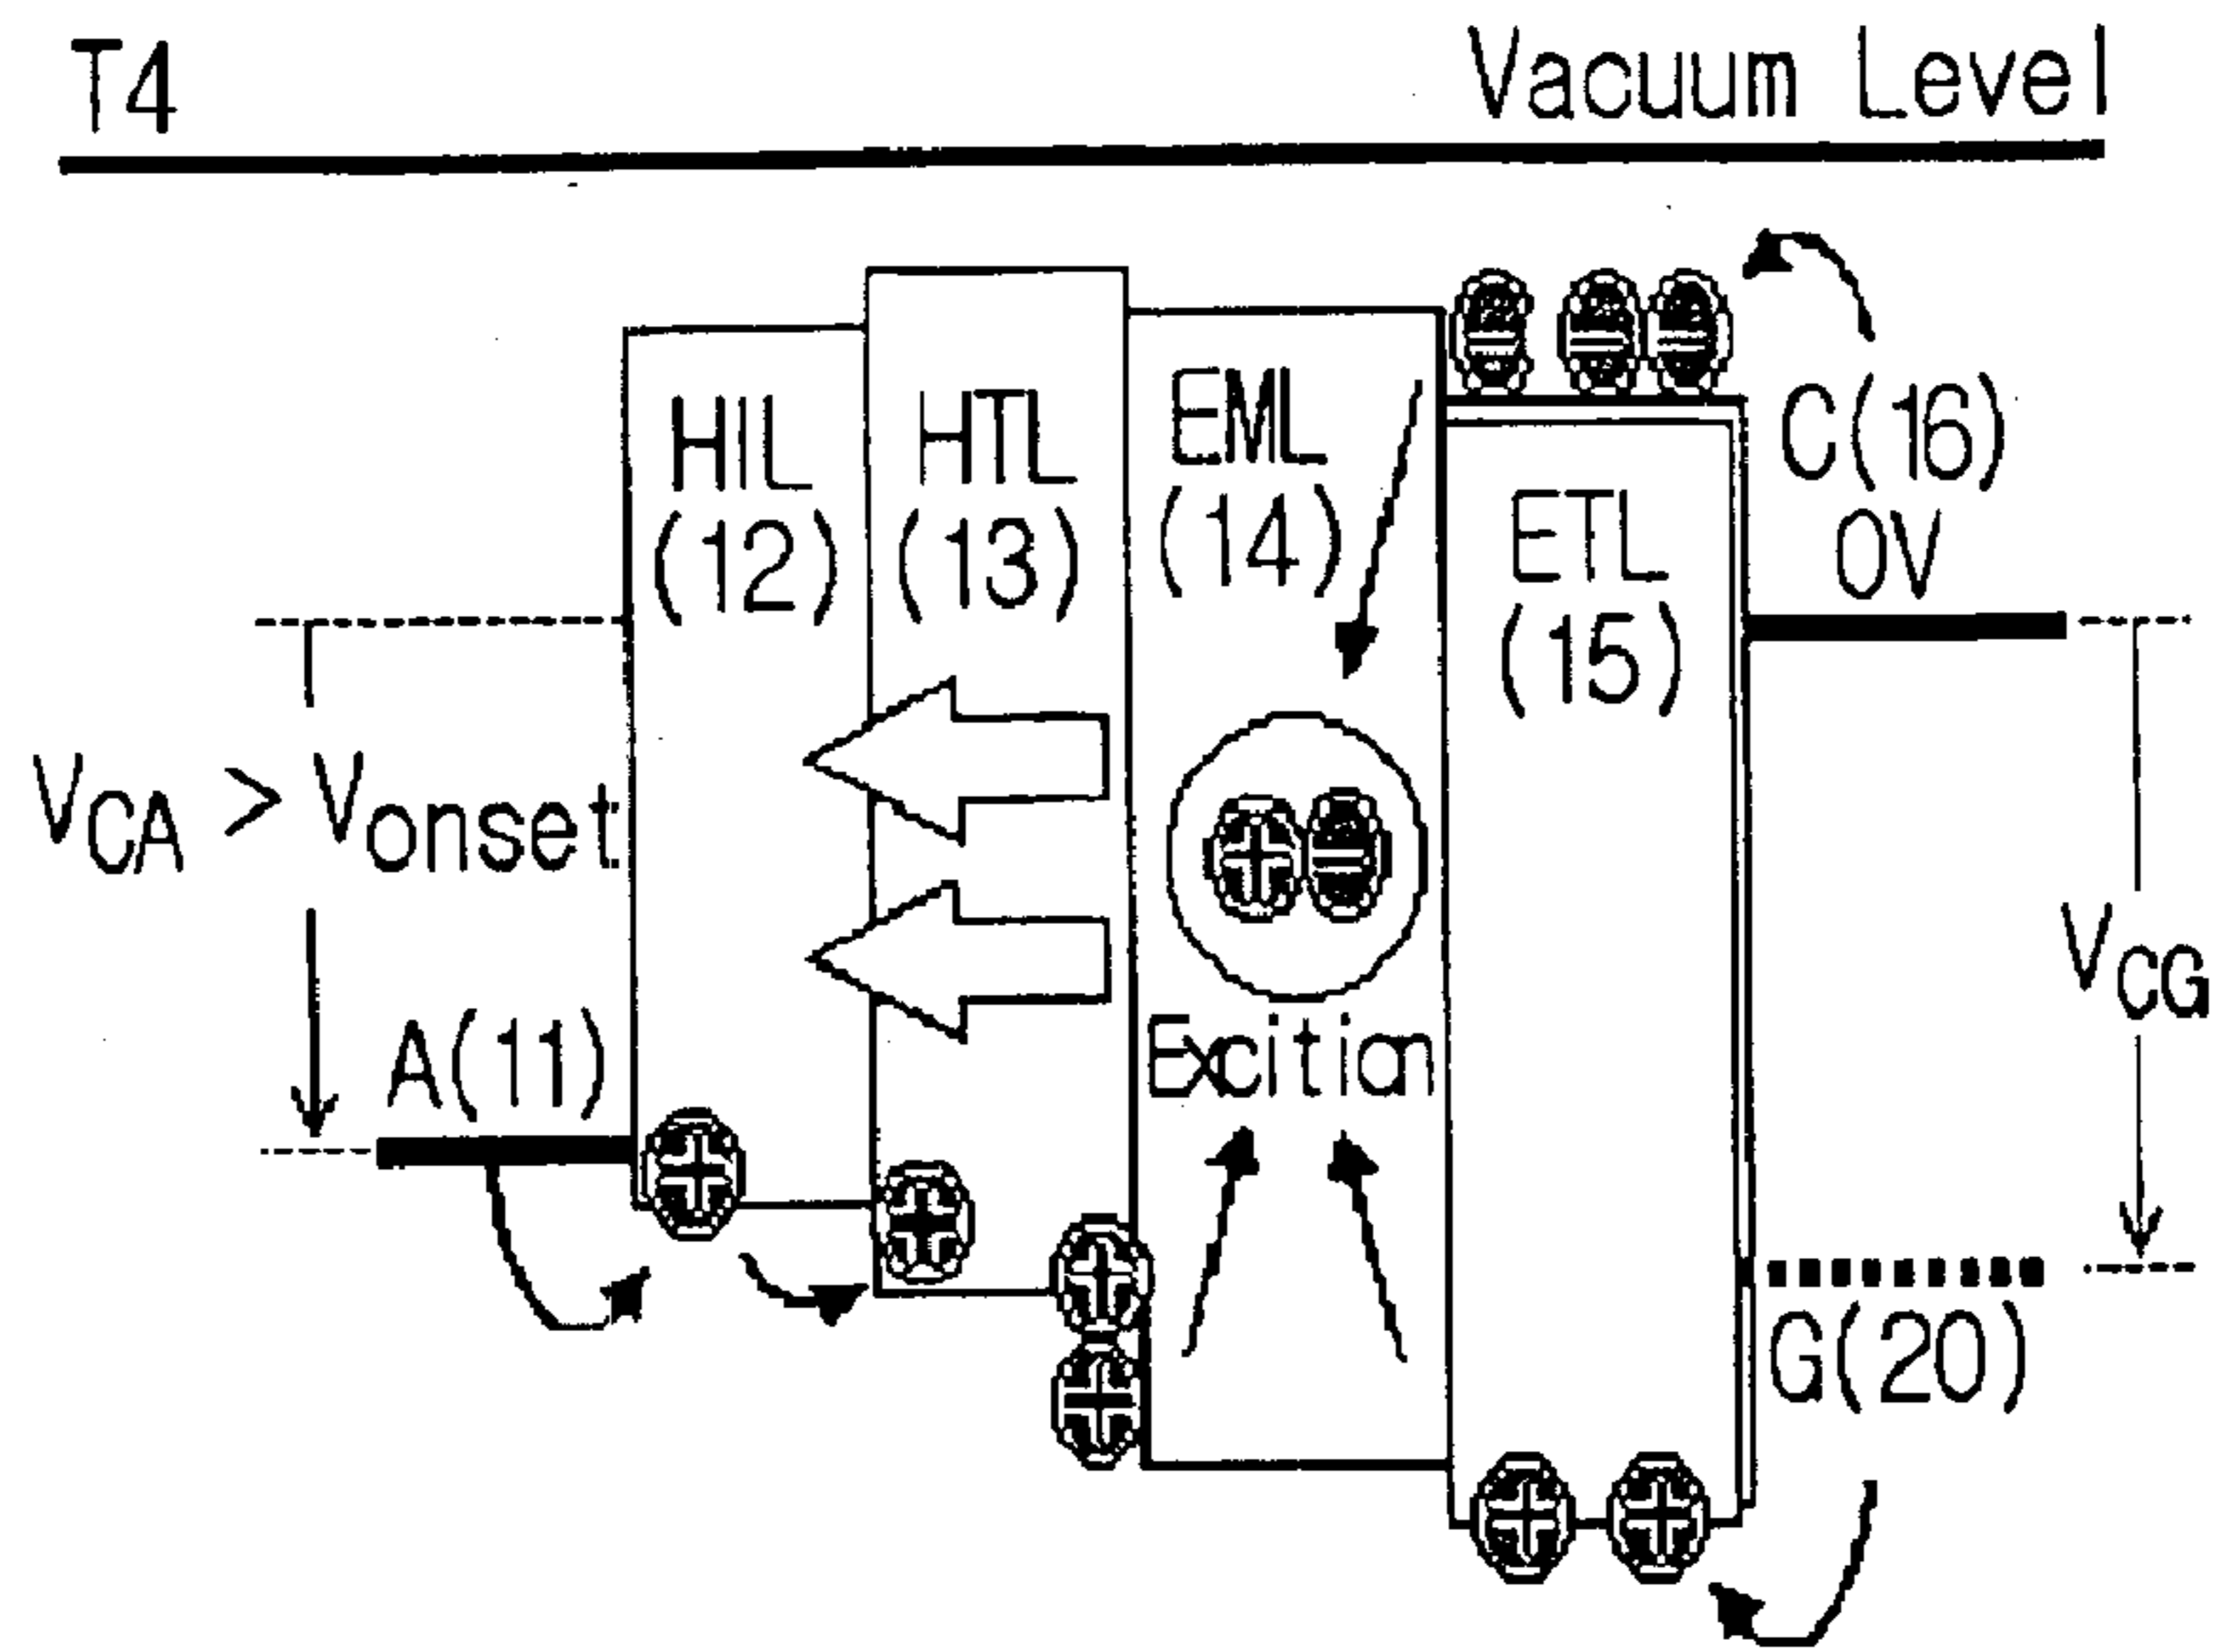 T4
Vacuum Level
HIL
(12)
HTL
(13)
EML
(14)
ETL
(15)
C(16)
0V
VCA > Vonset
A(11)
Excition
VCG
G(20)